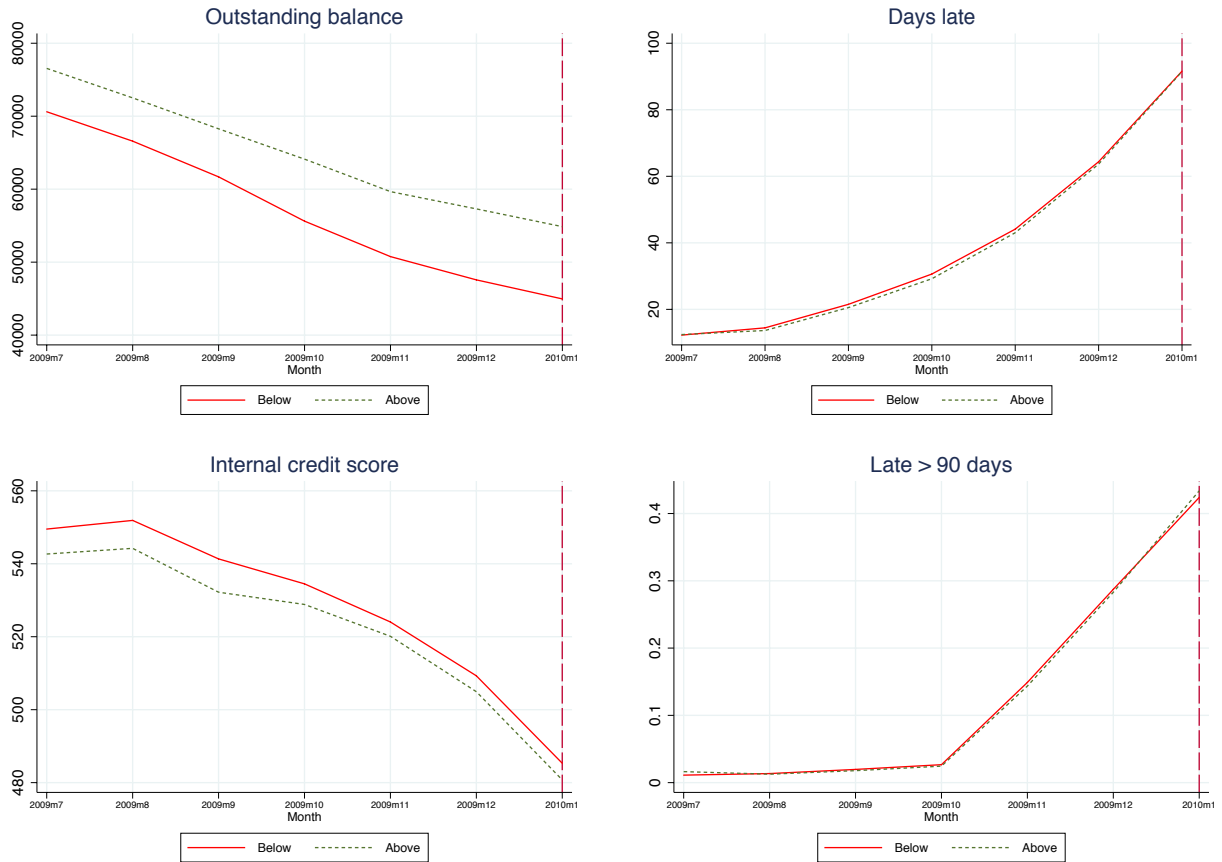 Outstanding balance
80000
70000
60000
50000
40000
2009m7 2009m8 2009m9 2009m10 2009m11 2009m12 2010m1
Month
Below Above
Days late
100
80
60
40
20
2009m7 2009m8 2009m9 2009m10 2009m11 2009m12 2010m1
Month
Below Above
Internal credit score
560
540
520
500
480
2009m7 2009m8 2009m9 2009m10 2009m11 2009m12 2010m1
Month
Below Above
Late > 90 days
0.4
0.3
0.2
0.1
0
2009m7 2009m8 2009m9 2009m10 2009m11 2009m12 2010m1
Month
Below Above